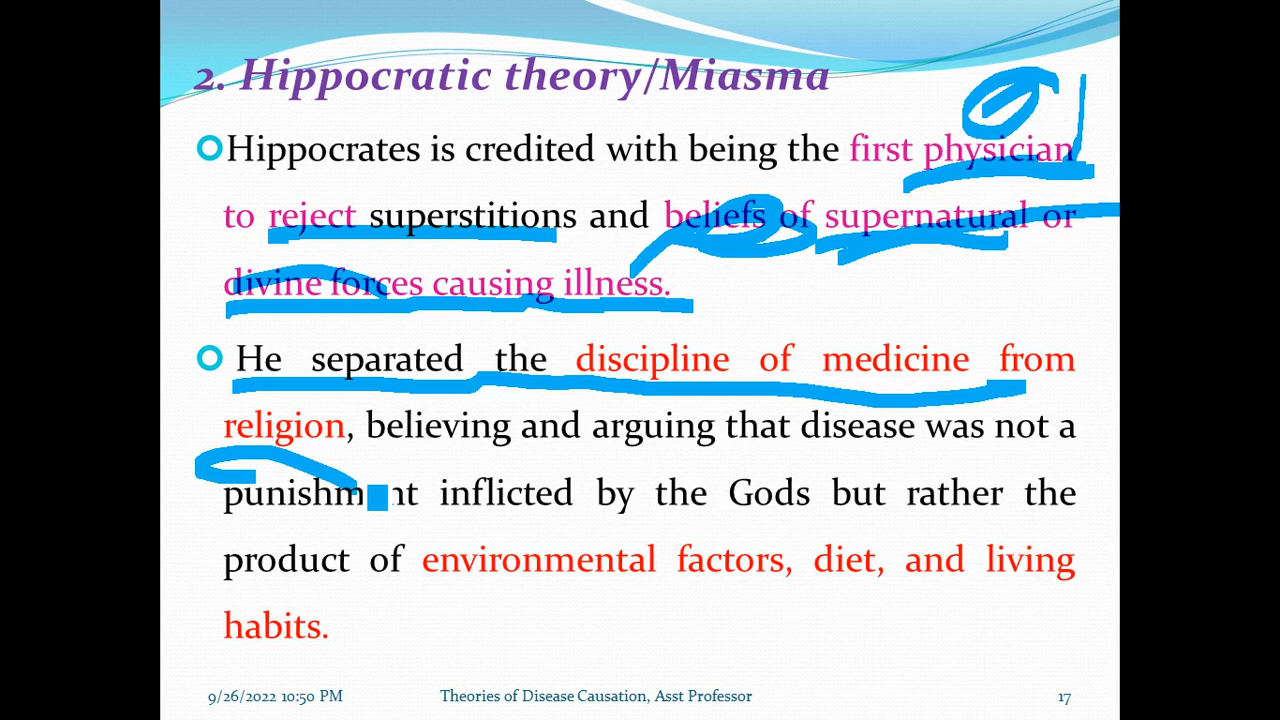 2. Hippocratic theory/Miasma
Hippocrates is credited with being the first physician
to reject superstitions and beliefs of supernatural or
divine forces causing illness.
He separated the discipline of medicine from
religion, believing and arguing that disease was not a
punishment inflicted by the Gods but rather the
product of environmental factors, diet, and living
habits.
9/26/2022 10:50 PM Theories of Disease Causation, Asst Professor 17